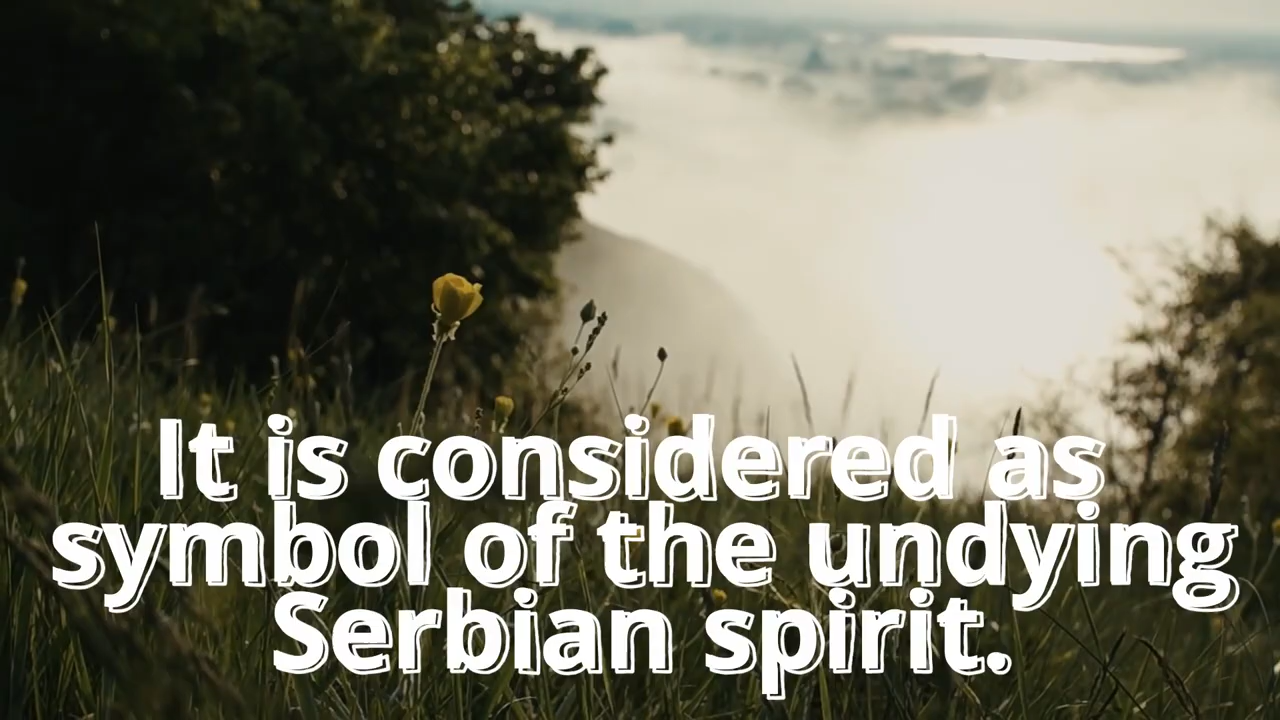 It is considered as
symbol of the undying
Serbian spirit.